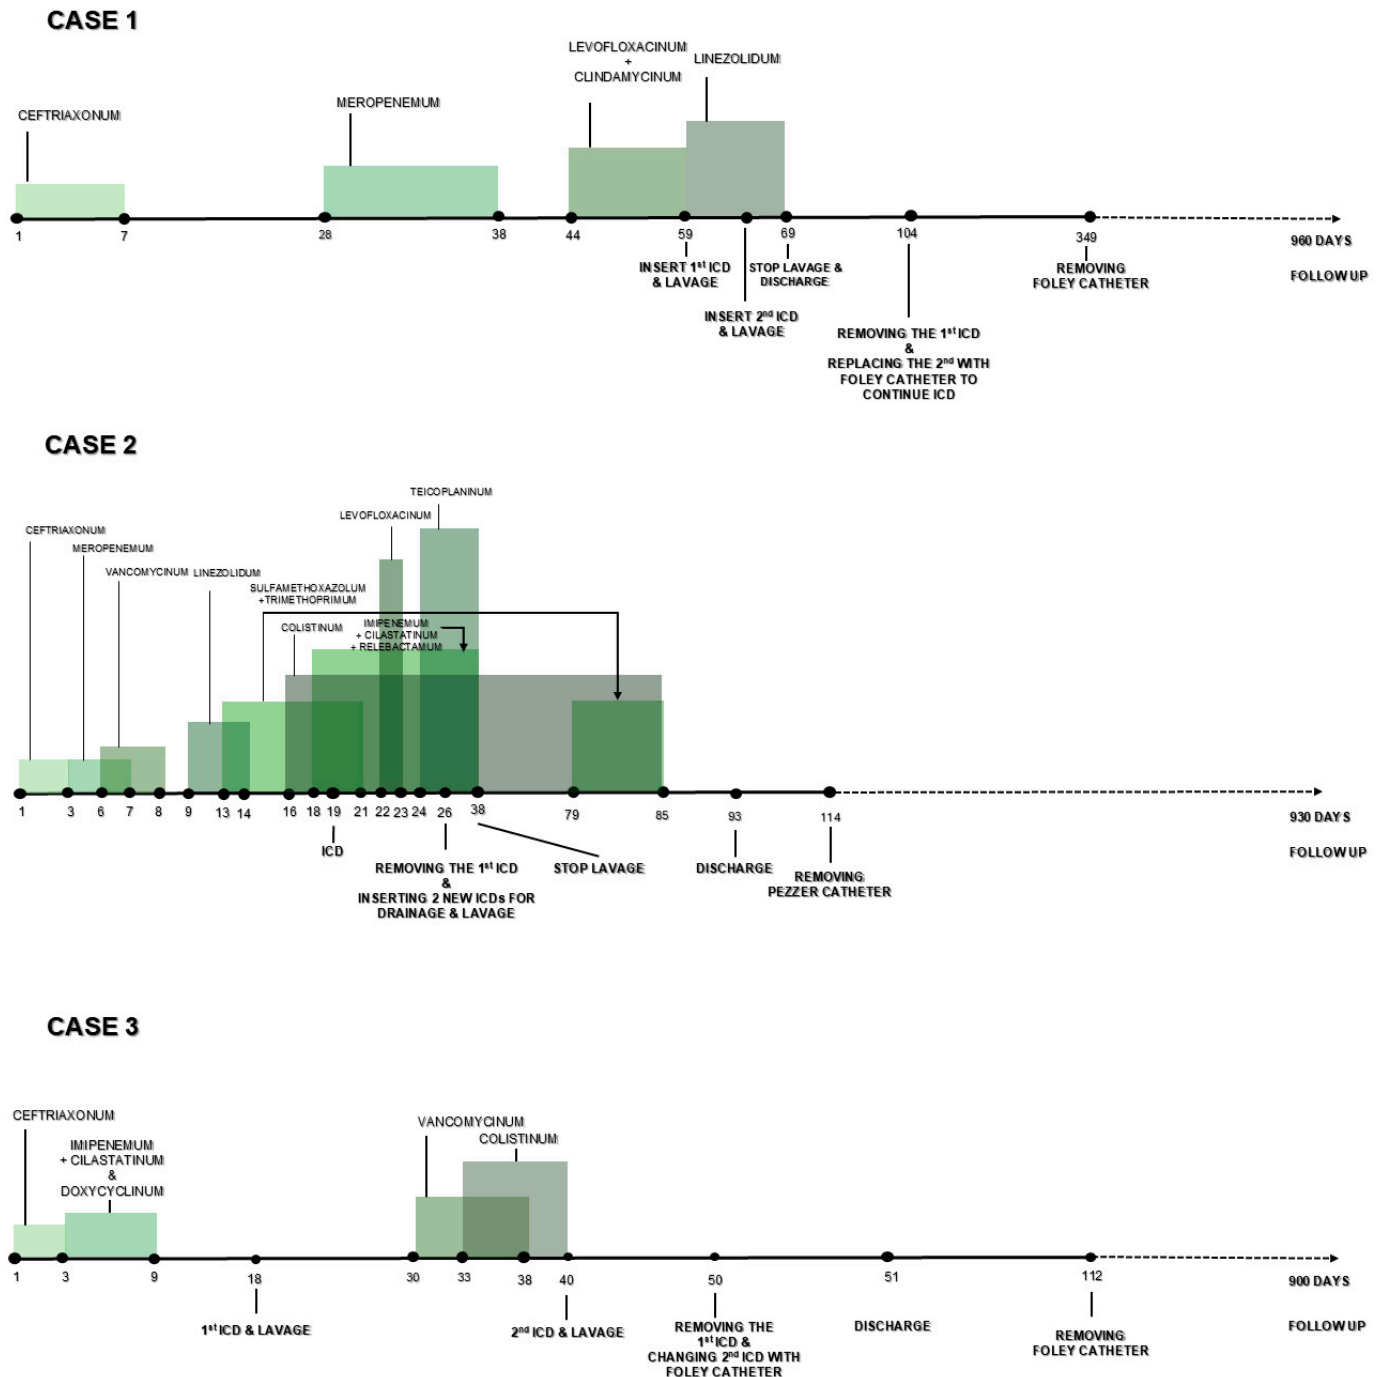 CASE 1
LEVOFLOXACINUM
+
CLINDAMYCINUM
LINEZOLIDUM
MEROPENEMUM
CEFTRIAXONUM
1
7
28
38
44
59
69
104
349
960 DAYS
FOLLOW UP
INSERT 1st ICD
& LAVAGE
STOP LAVAGE &
DISCHARGE
REMOVING
FOLEY CATHETER
INSERT 2nd ICD
& LAVAGE
REMOVING THE 1st ICD
&
REPLACING THE 2nd WITH
FOLEY CATHETER TO
CONTINUE ICD
CASE 2
TEICOPLANINUM
LEVOFLOXACINUM
CEFTRIAXONUM
MEROPENEMUM
VANCOMYCINUM
LINEZOLIDUM
SULFAMETHOXAZOLUM
+TRIMETHOPRIMUM
COLISTINUM
IMIPENEMUM
+ CILASTATINUM
+ RELEBACTAMUM
1
3
6
7
8
9
13
14
16
18
19
21
22
23
24
26
38
79
85
93
114
930 DAYS
FOLLOW UP
ICD
REMOVING THE 1st ICD
&
INSERTING 2 NEW ICDs FOR
DRAINAGE & LAVAGE
STOP LAVAGE
DISCHARGE
REMOVING
PEZZER CATHETER
CASE 3
CEFTRIAXONUM
IMIPENEMUM
+ CILASTATINUM
&
DOXYCYCLINUM
VANCOMYCINUM
COLISTINUM
1
3
9
18
30
33
38
40
50
51
112
900 DAYS
FOLLOW UP
1st ICD & LAVAGE
2nd ICD & LAVAGE
REMOVING THE
1st ICD &
CHANGING 2nd ICD WITH
FOLEY CATHETER
DISCHARGE
REMOVING
FOLEY CATHETER